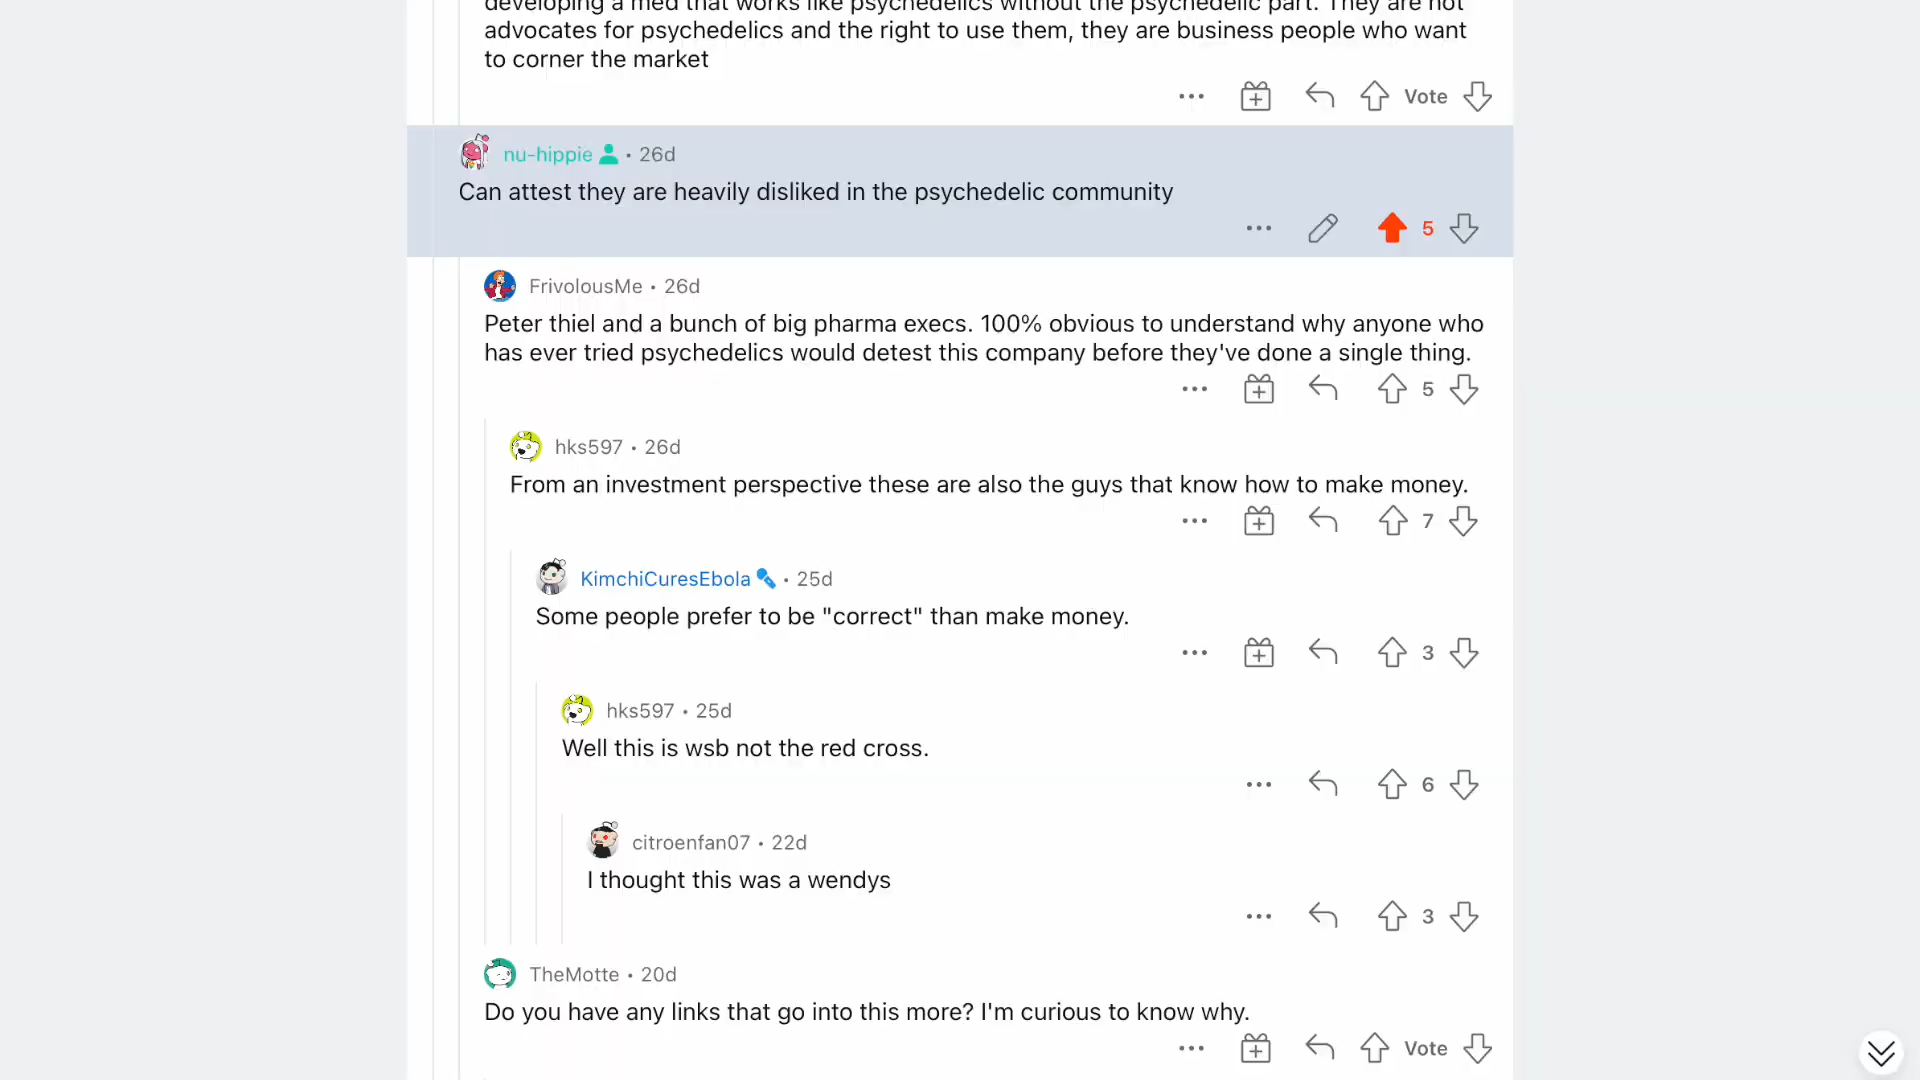 developing a med that works like psychedelics without the psychedelic part. They are not
advocates for psychedelics and the right to use them, they are business people who want
to corner the market
Vote
nu-hippie • 26d
Can attest they are heavily disliked in the psychedelic community
5
FrivolousMe • 26d
Peter thiel and a bunch of big pharma execs. 100% obvious to understand why anyone who
has ever tried psychedelics would detest this company before they've done a single thing.
5
hks597 • 26d
From an investment perspective these are also the guys that know how to make money.
7
KimchiCuresEbola • 25d
Some people prefer to be "correct" than make money.
3
hks597 • 25d
Well this is wsb not the red cross.
6
citroenfan07 • 22d
I thought this was a wendys
3
TheMotte • 20d
Do you have any links that go into this more? I'm curious to know why.
Vote